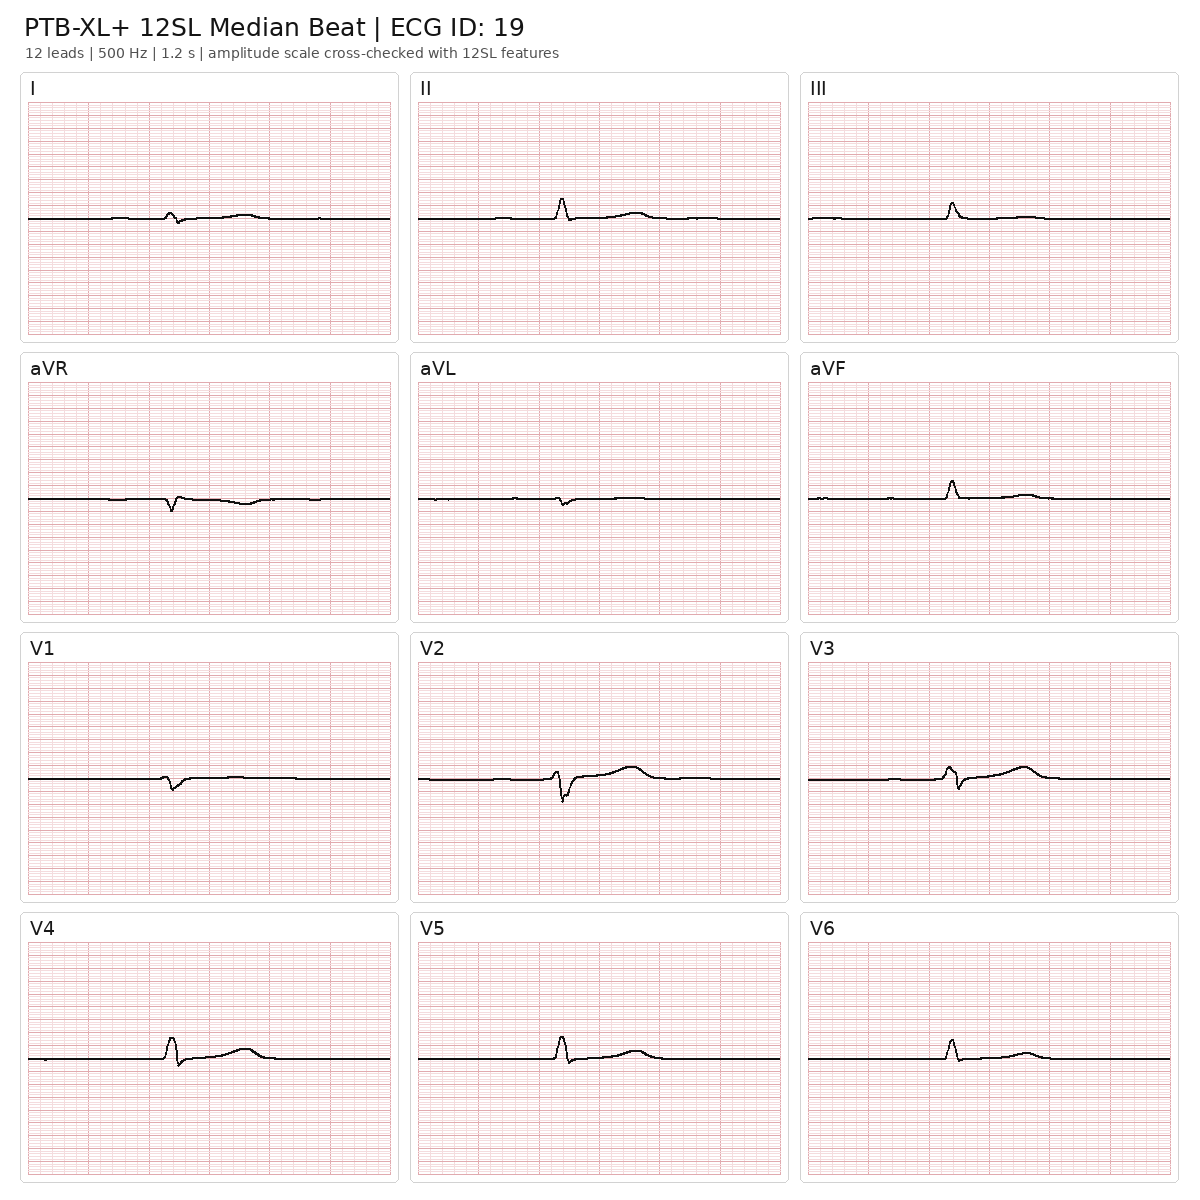 PTB-XL+ 12SL Median Beat | ECG ID: 19
12 leads | 500 Hz | 1.2 s | amplitude scale cross-checked with 12SL features
I
II
III
aVR
aVL
aVF
V1
V2
V3
V4
V5
V6